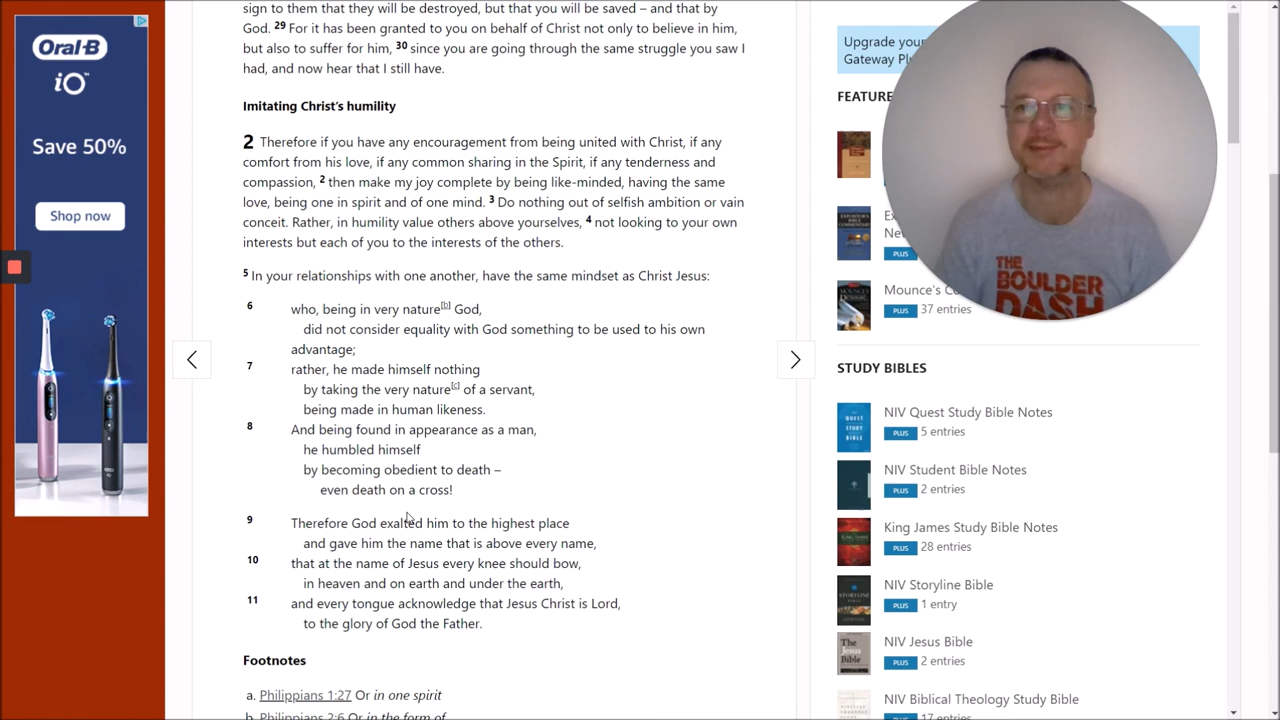 Oral-B
iO™
Save 50%
Shop now
sign to them that they will be destroyed, but that you will be saved – and that by
God. 29 For it has been granted to you on behalf of Christ not only to believe in him,
but also to suffer for him, 30 since you are going through the same struggle you saw I
had, and now hear that I still have.
Imitating Christ's humility
2 Therefore if you have any encouragement from being united with Christ, if any
comfort from his love, if any common sharing in the Spirit, if any tenderness and
compassion, 2 then make my joy complete by being like-minded, having the same
love, being one in spirit and of one mind. 3 Do nothing out of selfish ambition or vain
conceit. Rather, in humility value others above yourselves, 4 not looking to your own
interests but each of you to the interests of the others.
5 In your relationships with one another, have the same mindset as Christ Jesus:
6 who, being in very nature[b] God,
did not consider equality with God something to be used to his own
advantage;
7 rather, he made himself nothing
by taking the very nature[c] of a servant,
being made in human likeness.
8 And being found in appearance as a man,
he humbled himself
by becoming obedient to death –
even death on a cross!
9 Therefore God exalted him to the highest place
and gave him the name that is above every name,
10 that at the name of Jesus every knee should bow,
in heaven and on earth and under the earth,
11 and every tongue acknowledge that Jesus Christ is Lord,
to the glory of God the Father.
Footnotes
a. Philippians 1:27 Or in one spirit
b. Philippians 2:6 Or in the form of
Upgrade your
Gateway Pl
FEATURE
PLUS
Mounce's C
PLUS 37 entries
THE
BOULDER
DASH
STUDY BIBLES
NIV Quest Study Bible Notes
PLUS 5 entries
NIV Student Bible Notes
PLUS 2 entries
King James Study Bible Notes
PLUS 28 entries
NIV Storyline Bible
PLUS 1 entry
NIV Jesus Bible
PLUS 2 entries
NIV Biblical Theology Study Bible
PLUS 17 entries